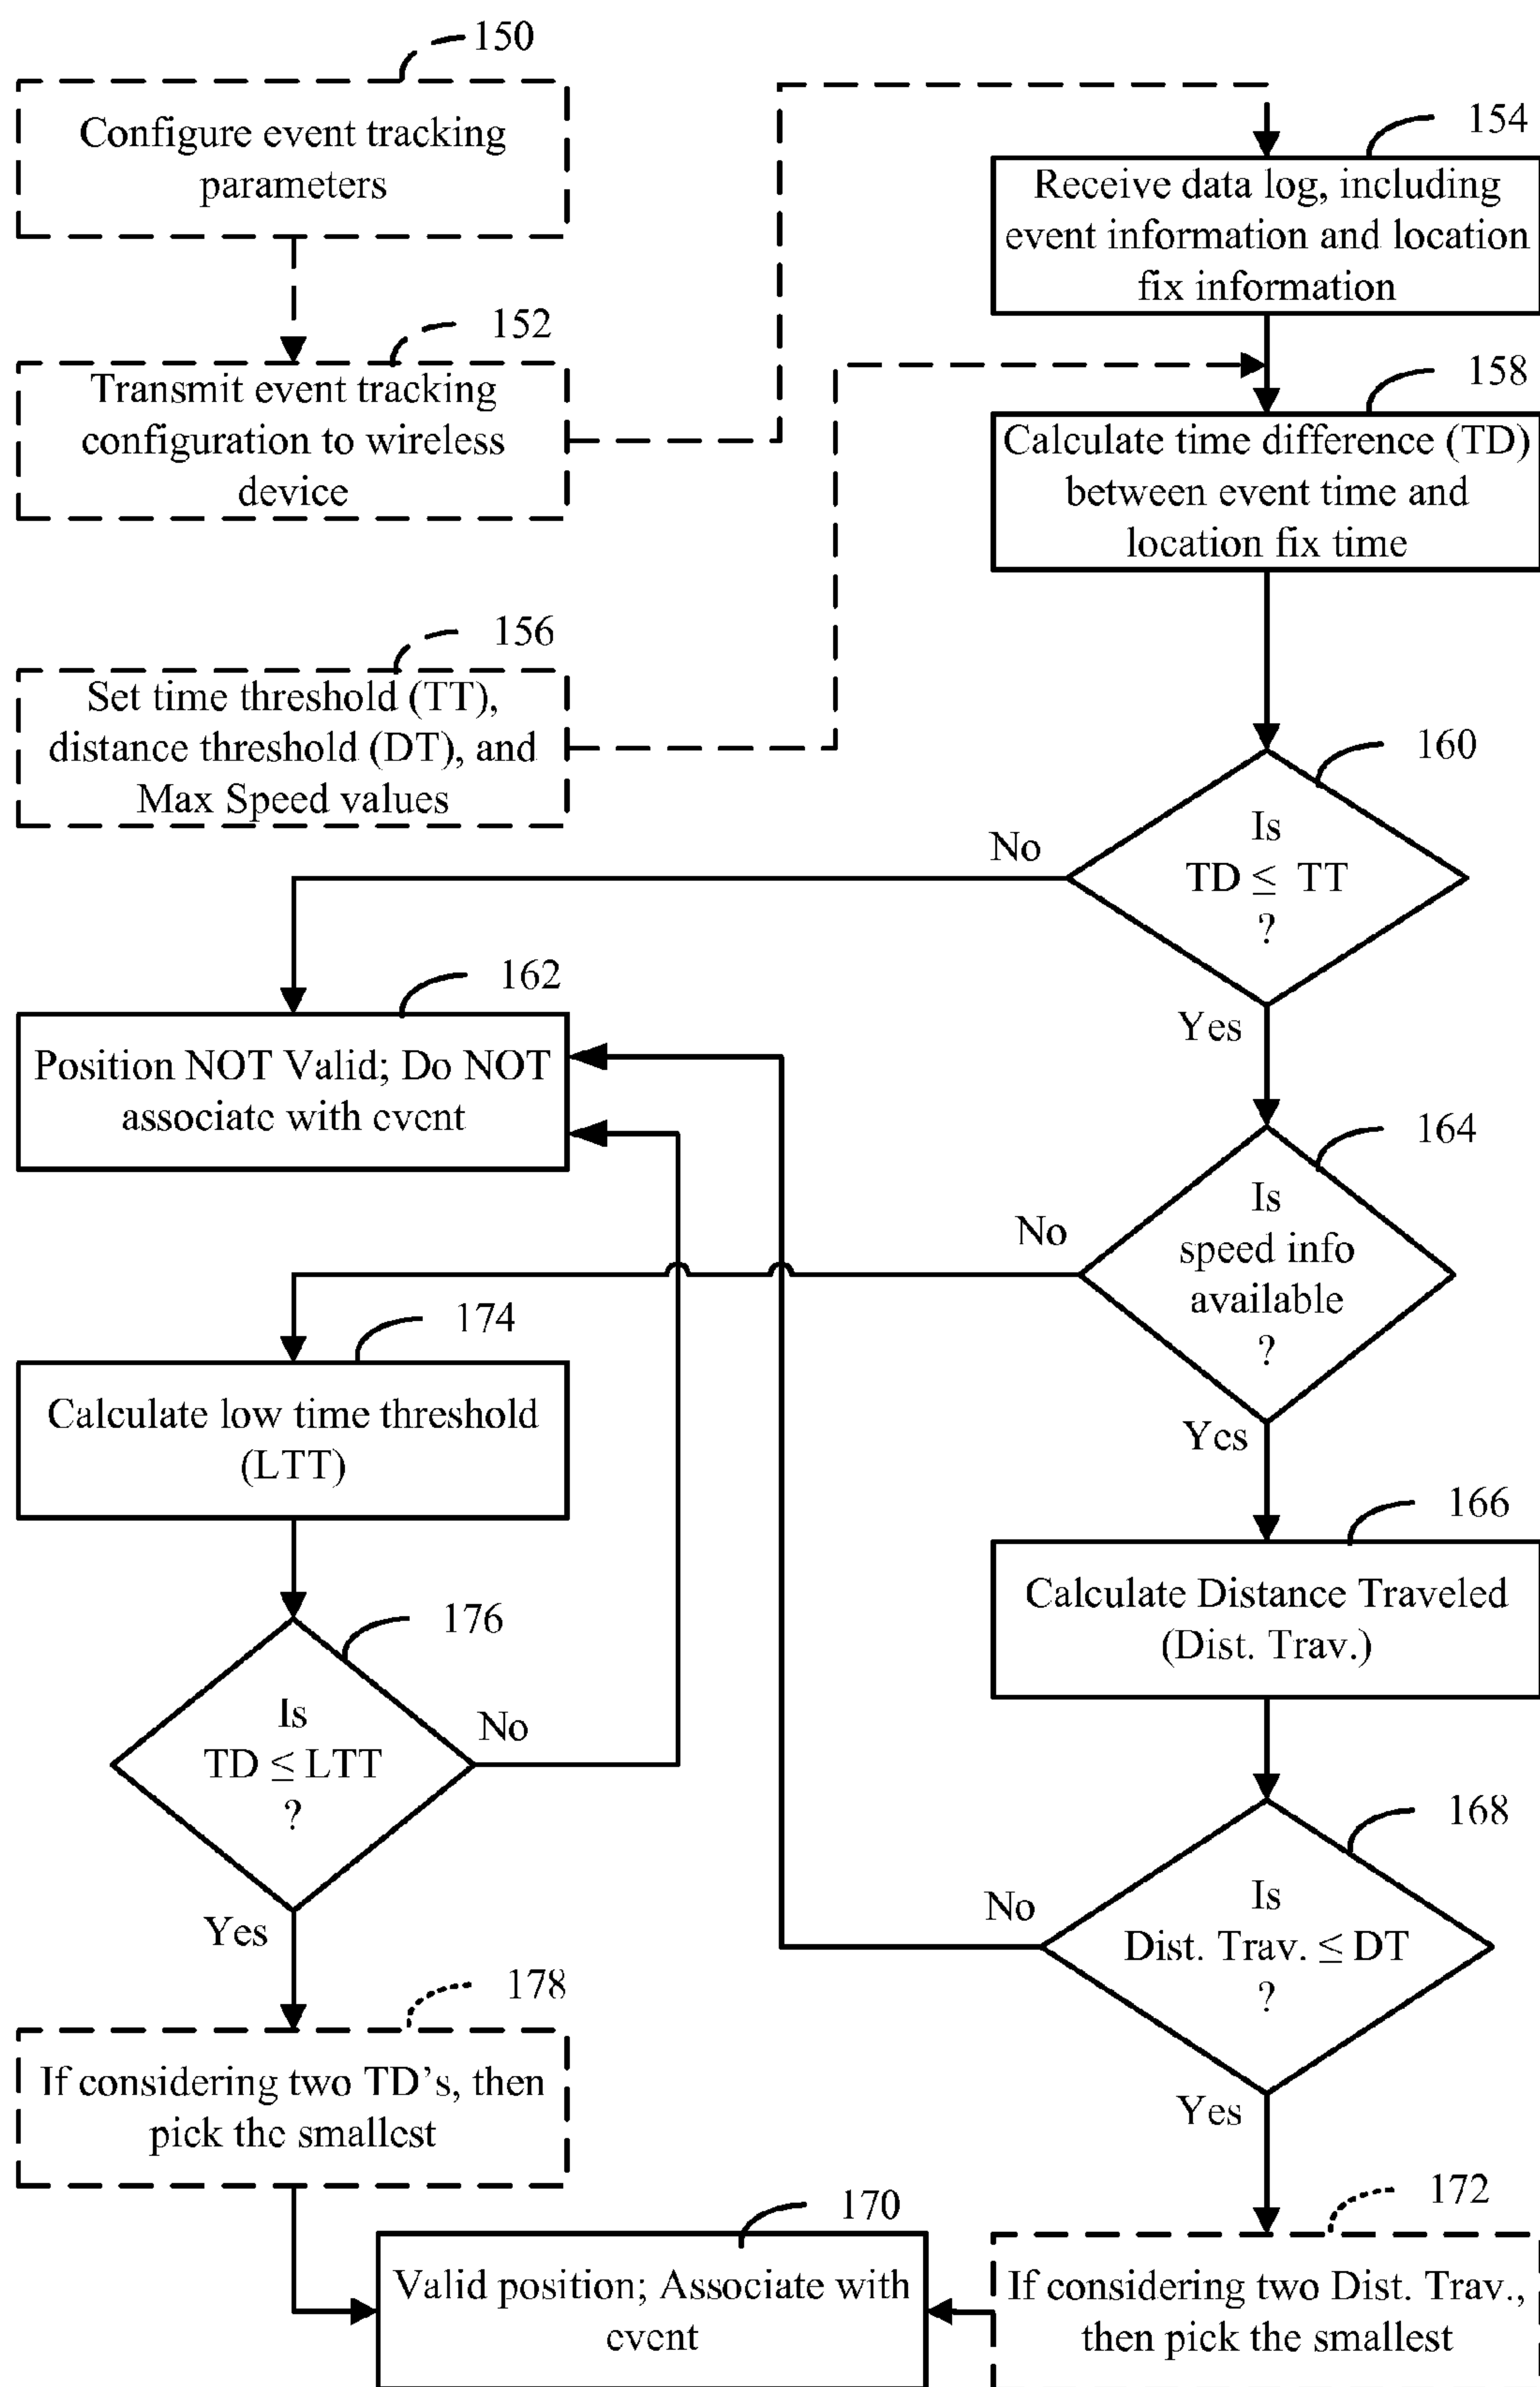 150
Configure event tracking
parameters
152
Transmit event tracking
configuration to wireless
device
154
Receive data log, including
event information and location
fix information
158
Calculate time difference (TD)
between event time and
location fix time
156
Set time threshold (TT),
distance threshold (DT), and
Max Speed values
160
Is
TD ≤ TT
?
No
Yes
162
Position NOT Valid; Do NOT
associate with event
164
Is
speed info
available
?
No
Yes
174
Calculate low time threshold
(LTT)
166
Calculate Distance Traveled
(Dist. Trav.)
176
Is
TD ≤ LTT
?
No
Yes
168
Is
Dist. Trav. ≤ DT
?
No
Yes
178
If considering two TD's, then
pick the smallest
170
Valid position; Associate with
event
172
If considering two Dist. Trav.,
then pick the smallest